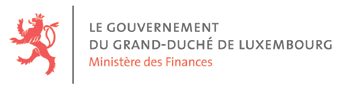 LE GOUVERNEMENT
DU GRAND-DUCHÉ DE LUXEMBOURG
Ministère des Finances